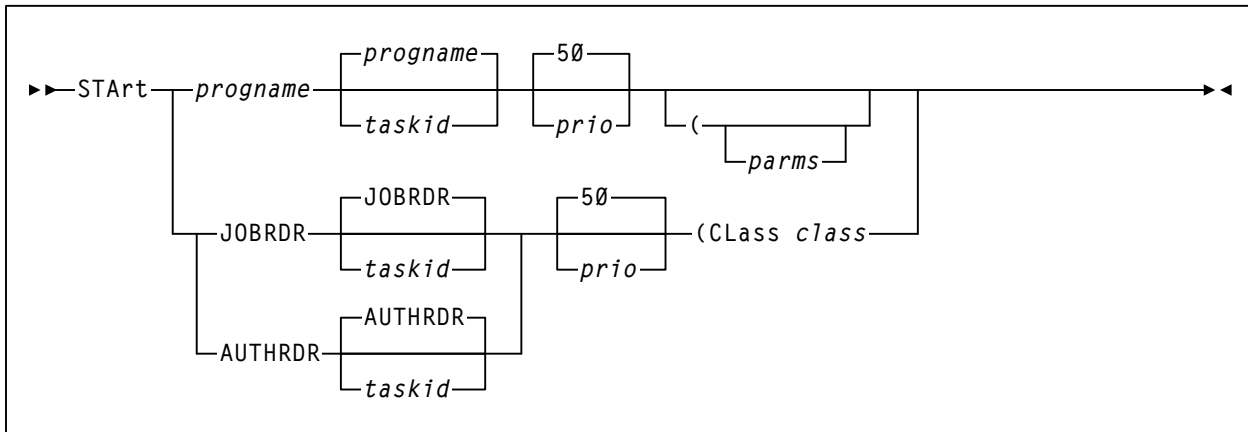 progname 5Ø
STArt progname
taskid prio (
parms
JOBRDR 5Ø
JOBRDR (CLass class
taskid prio
AUTHRDR
AUTHRDR
taskid